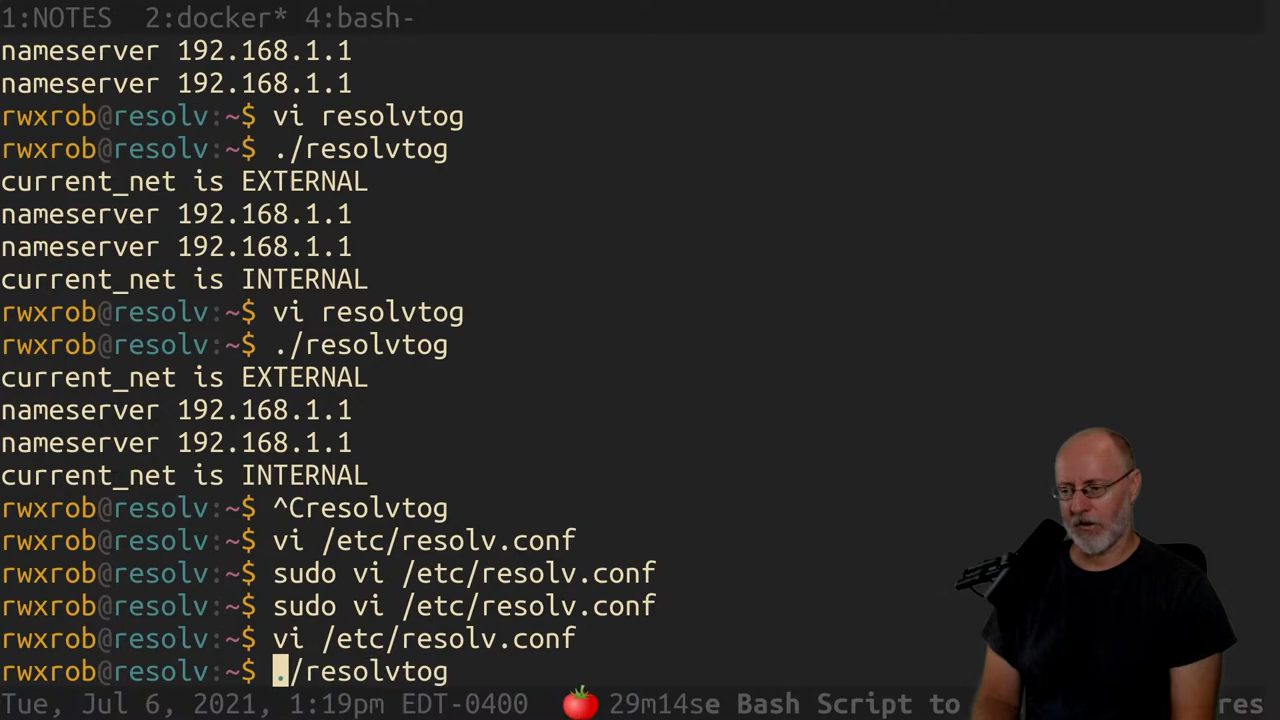 1:NOTES 2:docker* 4:bash-
nameserver 192.168.1.1
nameserver 192.168.1.1
rwxrob@resolv:~$ vi resolvtog
rwxrob@resolv:~$ ./resolvtog
current_net is EXTERNAL
nameserver 192.168.1.1
nameserver 192.168.1.1
current_net is INTERNAL
rwxrob@resolv:~$ vi resolvtog
rwxrob@resolv:~$ ./resolvtog
current_net is EXTERNAL
nameserver 192.168.1.1
nameserver 192.168.1.1
current_net is INTERNAL
rwxrob@resolv:~$ ^Cresolvtog
rwxrob@resolv:~$ vi /etc/resolv.conf
rwxrob@resolv:~$ sudo vi /etc/resolv.conf
rwxrob@resolv:~$ sudo vi /etc/resolv.conf
rwxrob@resolv:~$ vi /etc/resolv.conf
rwxrob@resolv:~$ ./resolvtog
Tue, Jul 6, 2021, 1:19pm EDT-0400 29m14se Bash Script to